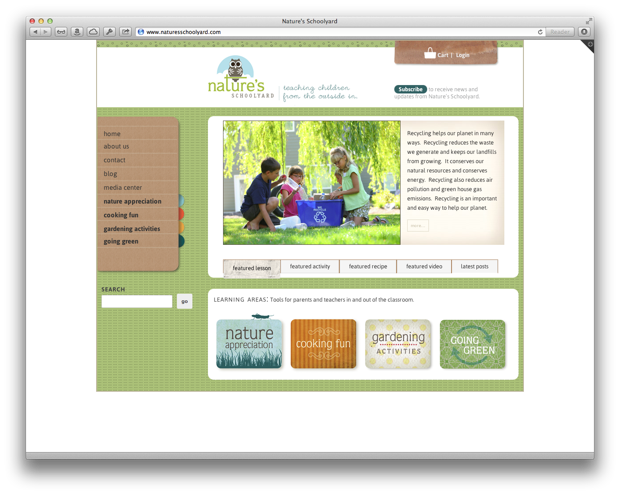 Nature's Schoolyard
www.naturesschoolyard.com
Reader
Cart | Login
nature's
SCHOOLYARD
teaching children
from the outside in...
Subscribe to receive news and
updates from Nature's Schoolyard.
home
about us
contact
blog
media center
nature appreciation
cooking fun
gardening activities
going green
SEARCH
go
Recycling helps our planet in many
ways. Recycling reduces the waste
we generate and keeps our landfills
from growing. It conserves our
natural resources and conserves
energy. Recycling also reduces air
pollution and green house gas
emissions. Recycling is an important
and easy way to help our planet.
featured lesson
featured activity
featured recipe
featured video
latest posts
LEARNING AREAS: Tools for parents and teachers in and out of the classroom.
nature
appreciation
cooking fun
gardening
ACTIVITIES
GOING
GREEN